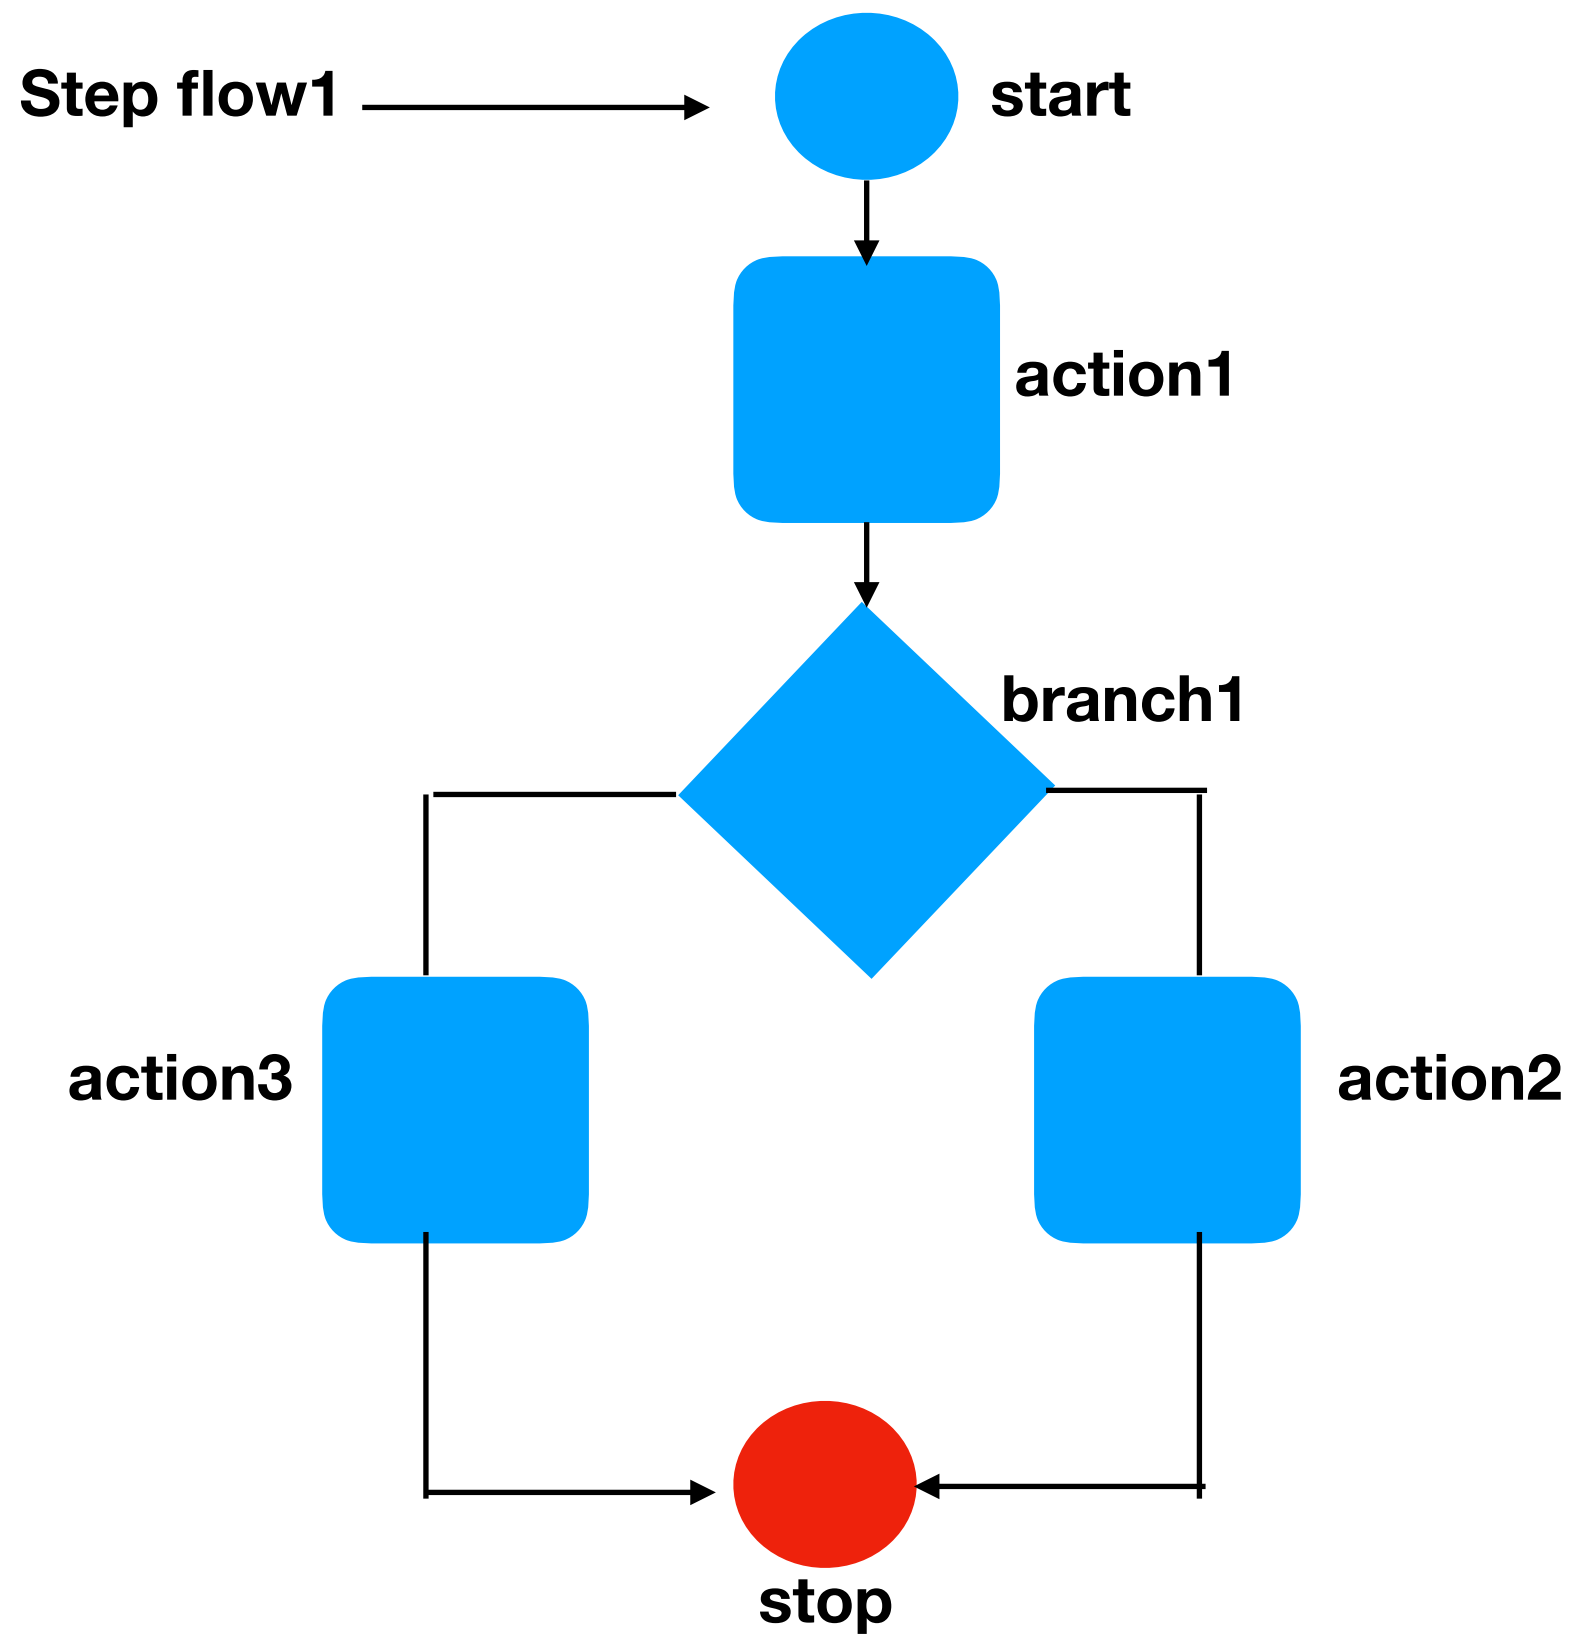 Step flow1
start
action1
branch1
action3
action2
stop